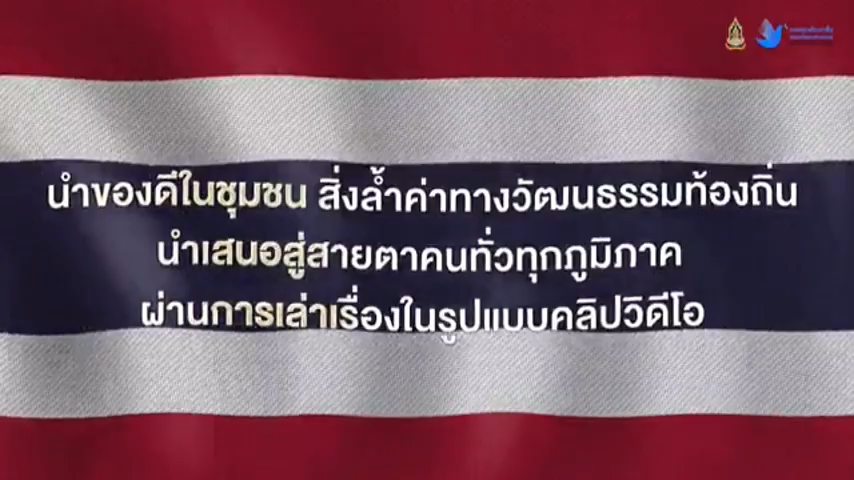 นำของดีในชุมชน สิ่งล้ำค่าทางวัฒนธรรมท้องถิ่น
นำเสนอสู่สายตาคนทั่วทุกภูมิภาค
ผ่านการเล่าเรื่องในรูปแบบคลิปวิดีโอ